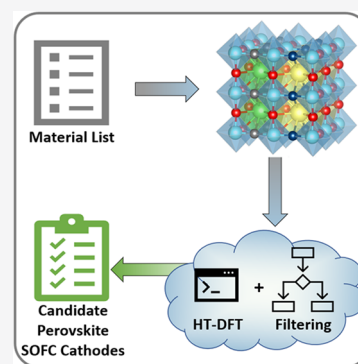 Material List
HT-DFT
+
Filtering
>_
Candidate
Perovskite
SOFC Cathodes